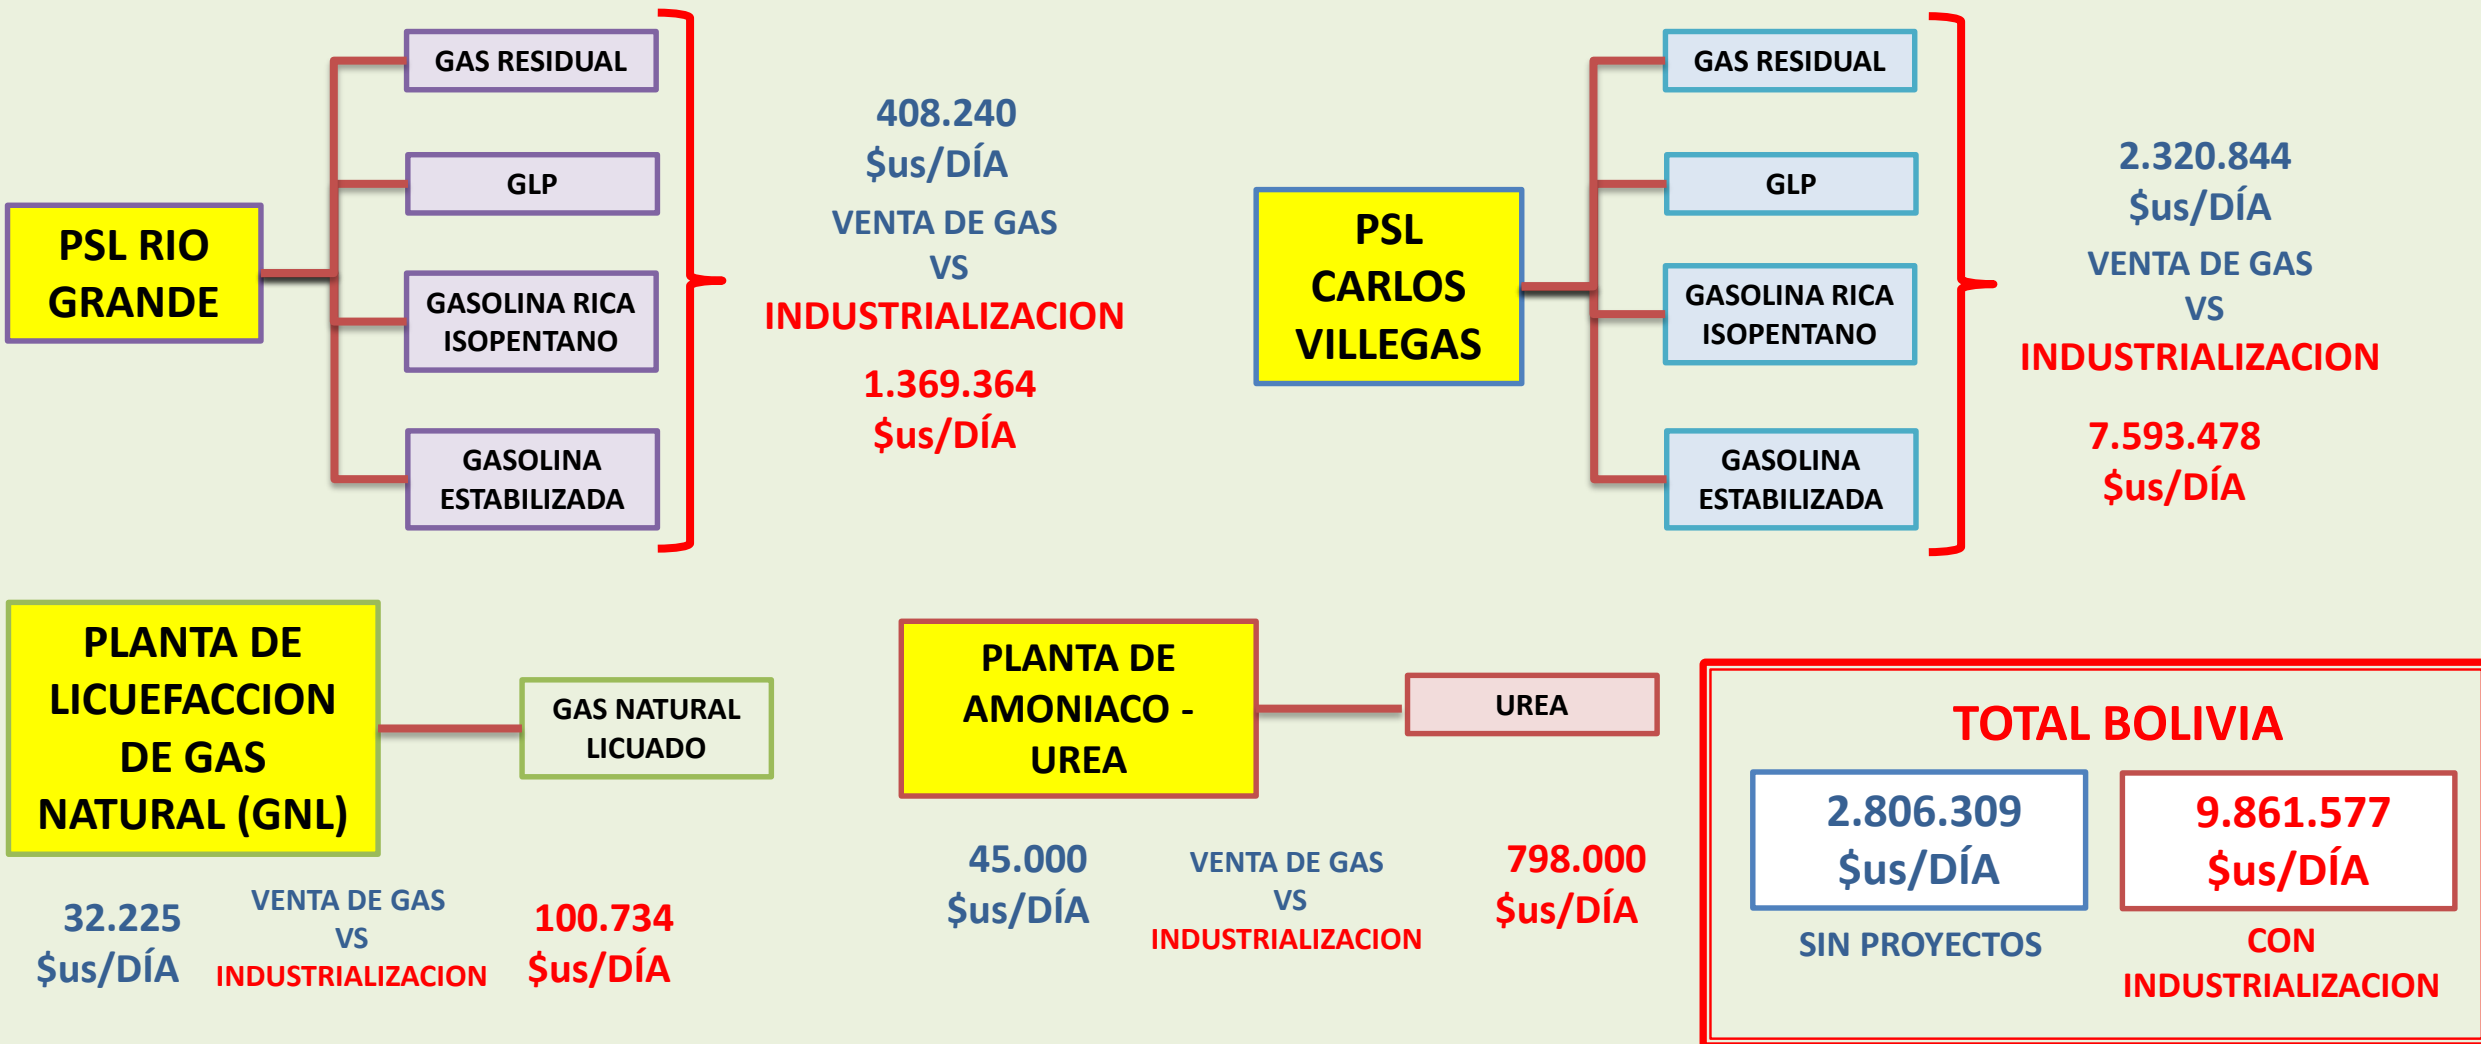 PSL RIO
GRANDE
GAS RESIDUAL
GLP
GASOLINA RICA
ISOPENTANO
GASOLINA
ESTABILIZADA
408.240
$us/DÍA
VENTA DE GAS
VS
INDUSTRIALIZACION
1.369.364
$us/DÍA
PSL
CARLOS
VILLEGAS
GAS RESIDUAL
GLP
GASOLINA RICA
ISOPENTANO
GASOLINA
ESTABILIZADA
2.320.844
$us/DÍA
VENTA DE GAS
VS
INDUSTRIALIZACION
7.593.478
$us/DÍA
PLANTA DE
LICUEFACCION
DE GAS
NATURAL (GNL)
GAS NATURAL
LICUADO
32.225
$us/DÍA
VENTA DE GAS
VS
INDUSTRIALIZACION
100.734
$us/DÍA
PLANTA DE
AMONIACO -
UREA
UREA
45.000
$us/DÍA
VENTA DE GAS
VS
INDUSTRIALIZACION
798.000
$us/DÍA
TOTAL BOLIVIA
2.806.309
$us/DÍA
SIN PROYECTOS
9.861.577
$us/DÍA
CON
INDUSTRIALIZACION